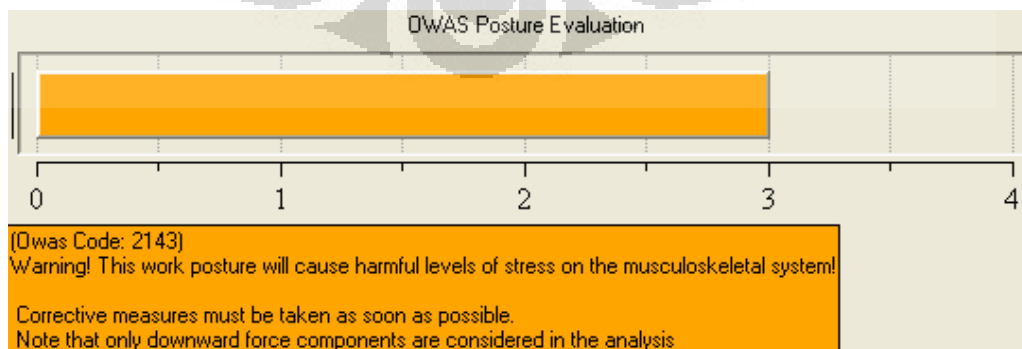 OWAS Posture Evaluation
0 1 2 3 4
(Owas Code: 2143)
Warning! This work posture will cause harmful levels of stress on the musculoskeletal system!
Corrective measures must be taken as soon as possible.
Note that only downward force components are considered in the analysis